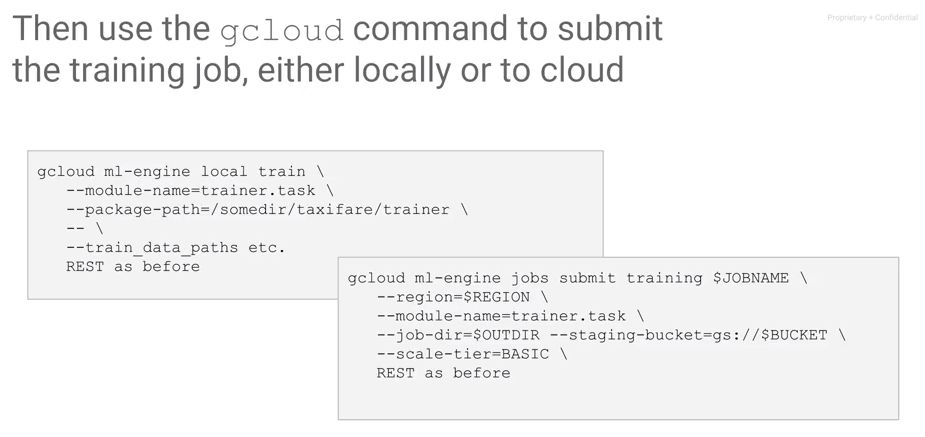 Then use the gcloud command to submit
the training job, either locally or to cloud
Proprietary + Confidential
gcloud ml-engine local train \
--module-name=trainer.task \
--package-path=/somedir/taxifare/trainer \
-- \
--train_data_paths etc.
REST as before
gcloud ml-engine jobs submit training $JOBNAME \
--region=$REGION \
--module-name=trainer.task \
--job-dir=$OUTDIR --staging-bucket=gs://$BUCKET \
--scale-tier=BASIC \
REST as before